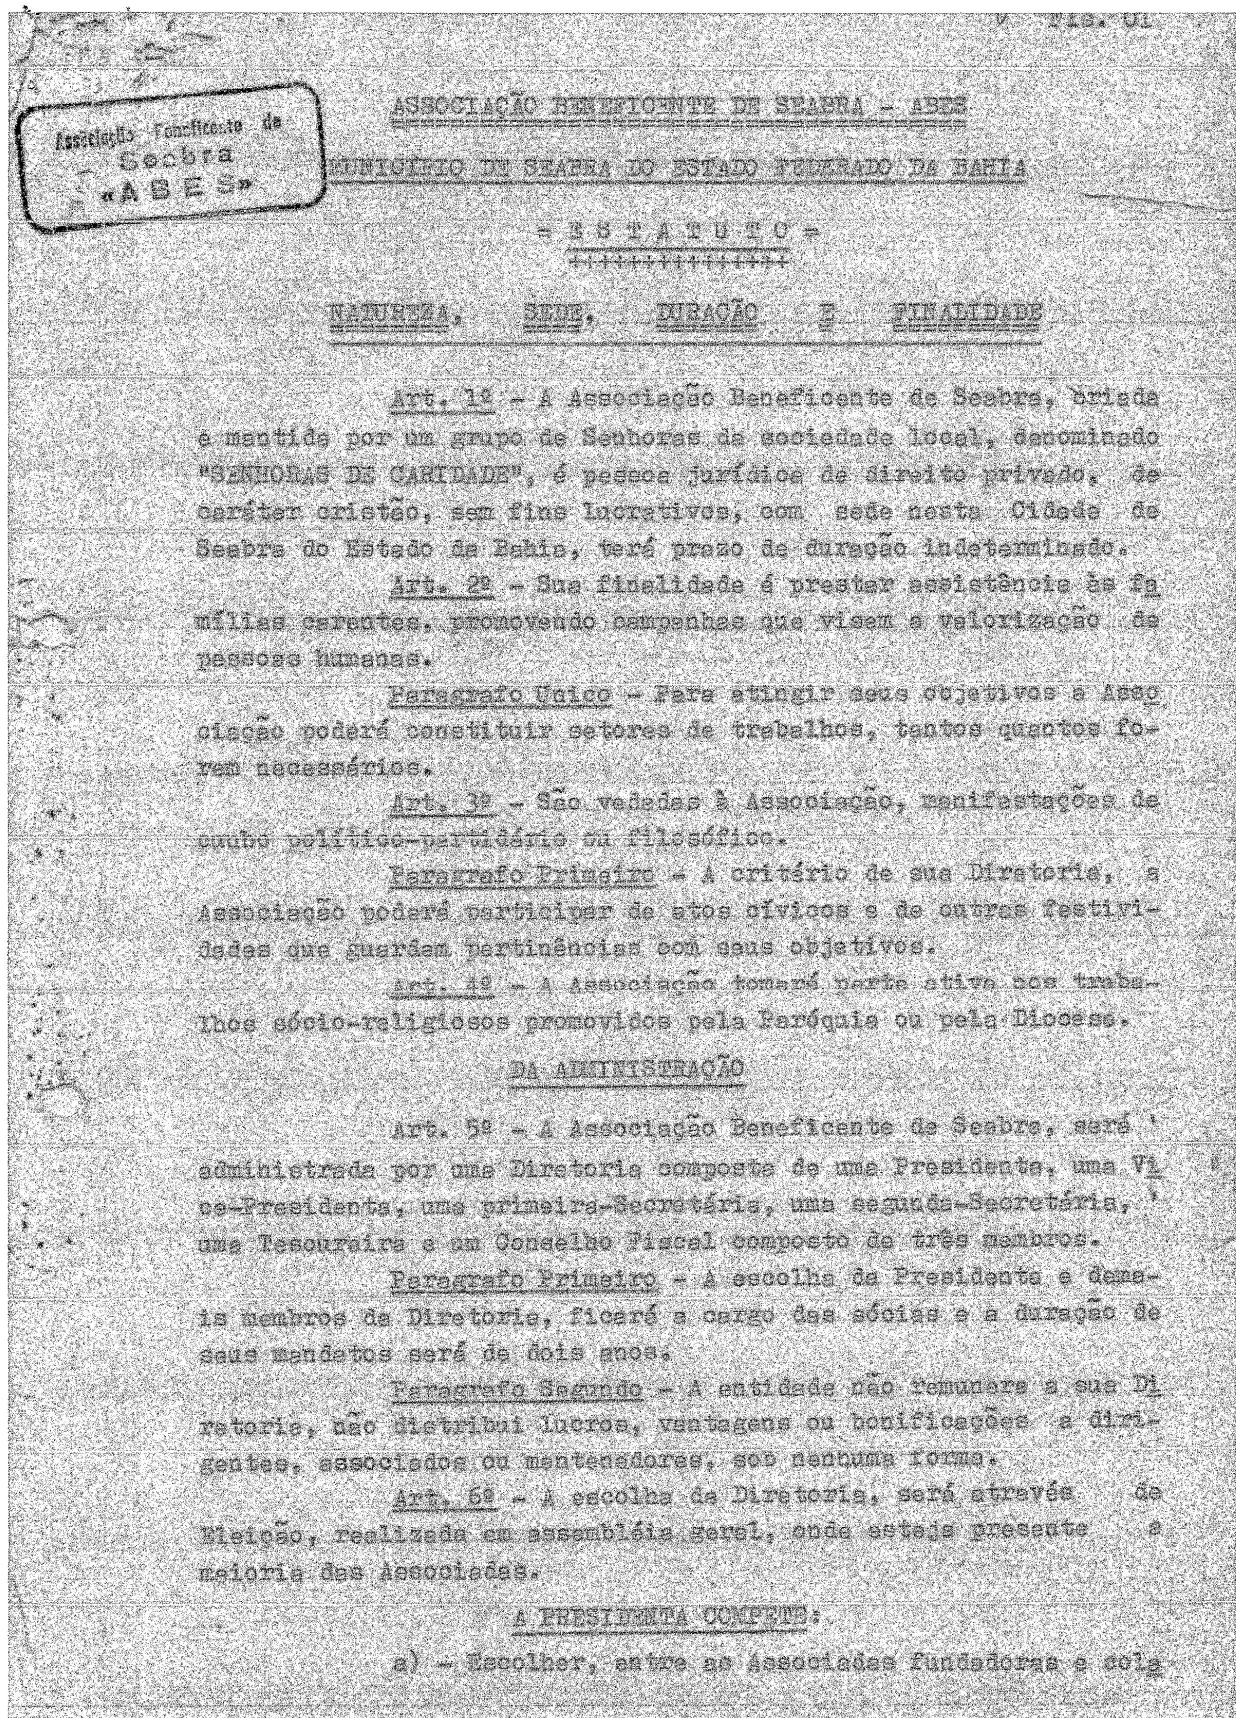 Fls. 01
ASSOCIAÇÃO BENEFICENTE DE SEABRA - ABES
Associação Beneficente de
Seabra
«ABES»
MUNICÍPIO DE SEABRA DO ESTADO FEDERADO DA BAHIA
= E S T A T U T O =
++++++++++++++++
NATUREZA, SEDE, DURAÇÃO E FINALIDADE
Art. 1º - A Associação Beneficente de Seabra, criada
e mantida por um grupo de Senhoras da sociedade local, denominado
"SENHORAS DE CARIDADE", é pessoa jurídica de direito privado, de
caráter cristão, sem fins lucrativos, com sede nesta Cidade de
Seabra do Estado da Bahia, terá prazo de duração indeterminado.
Art. 2º - Sua finalidade é prestar assistência às fa
mílias carentes, promovendo campanhas que visem a valorização da
pessoas humanas.
Paragrafo Unico - Para atingir seus objetivos a Asso
ciação poderá constituir setores de trabalhos, tantos quantos fo-
rem necessários.
Art. 3º - São vedadas à Associação, manifestações de
cunho político-partidário ou filosófico.
Paragrafo Primeiro - A critério de sua Diretoria, a
Associação poderá participar de atos cívicos e de outras festivi-
dades que guardem pertinências com seus objetivos.
Art. 4º - A Associação tomará parte ativa nos traba-
lhos sócio-religiosos promovidos pela Paróquia ou pela Diocese.
DA ADMINISTRAÇÃO
Art. 5º - A Associação Beneficente de Seabra, será '
administrada por uma Diretoria composta de uma Presidenta, uma Vi
ce-Presidenta, uma primeira-Secretária, uma segunda-Secretária, '
uma Tesoureira e um Conselho Fiscal composto de três membros.
Paragrafo Primeiro - A escolha da Presidenta e dema-
is membros da Diretoria, ficará a cargo das sócias e a duração de
seus mandatos será de dois anos.
Paragrafo Segundo - A entidade não remunera a sua Di
retoria, não distribui lucros, vantagens ou bonificações a diri-
gentes, associados ou mantenedores, sob nenhuma forma.
Art. 6º - A escolha da Diretoria, será através de
Eleição, realizada em assembléia geral, onde esteja presente a
maioria das Associadas.
A PRESIDENTA COMPETE:
a) - Escolher, entre as Associadas fundadoras e cola